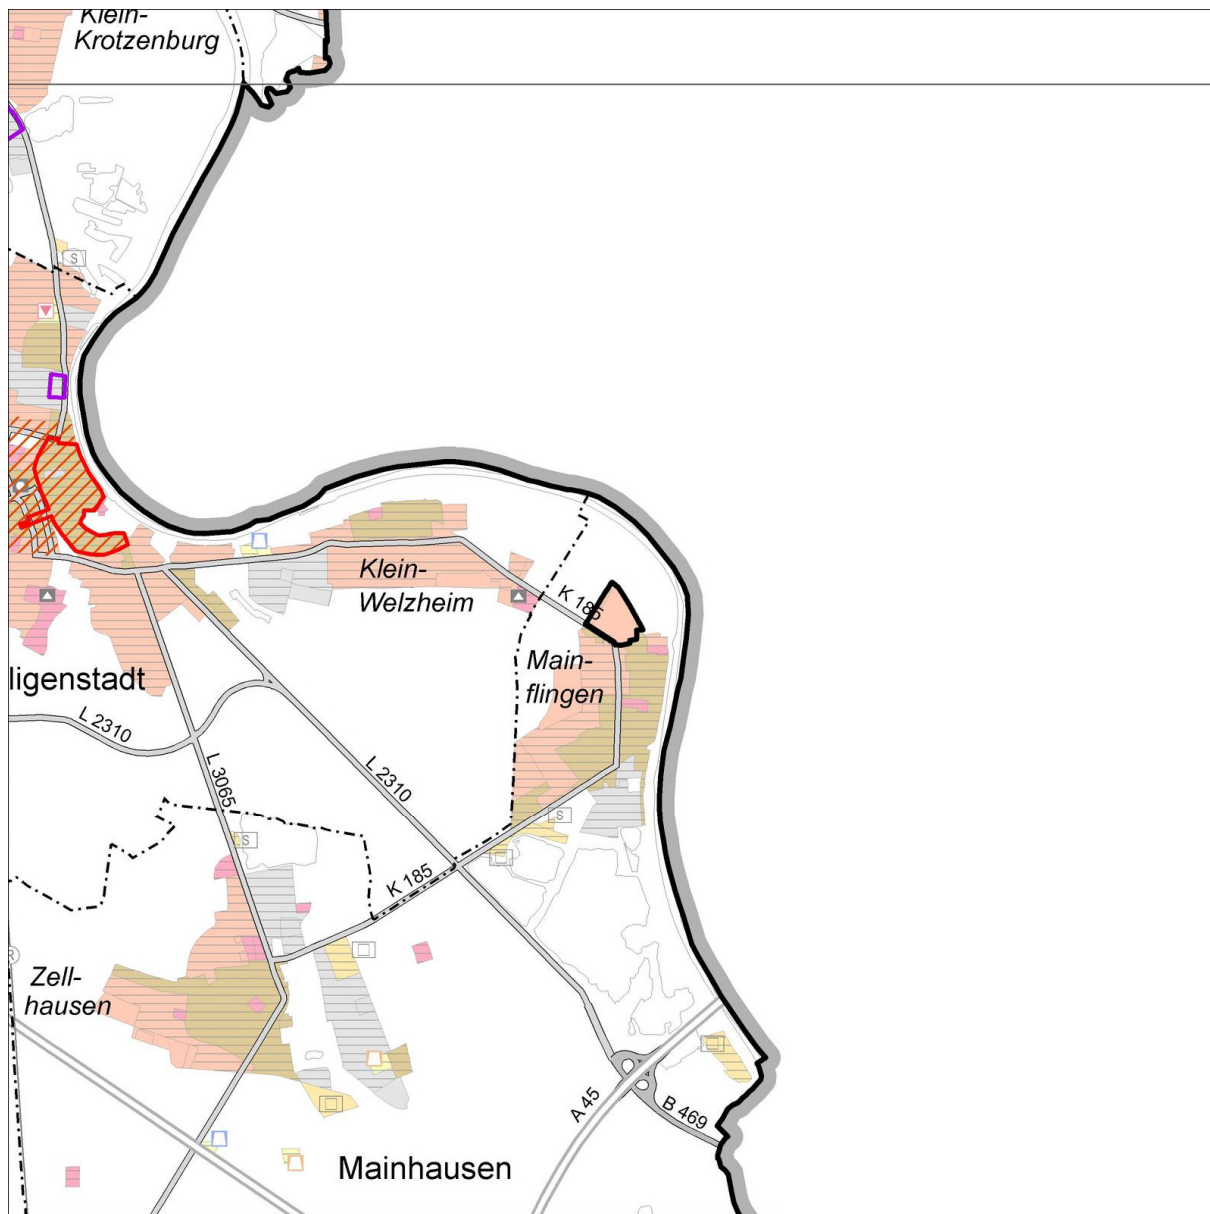 Klein-
Krotzenburg
S
Klein-
Welzheim
K 185
Main-
flingen
ligenstadt
L 2310
L 3065
L 2310
S
S
K 185
R
Zell-
hausen
A 45
B 469
Mainhausen